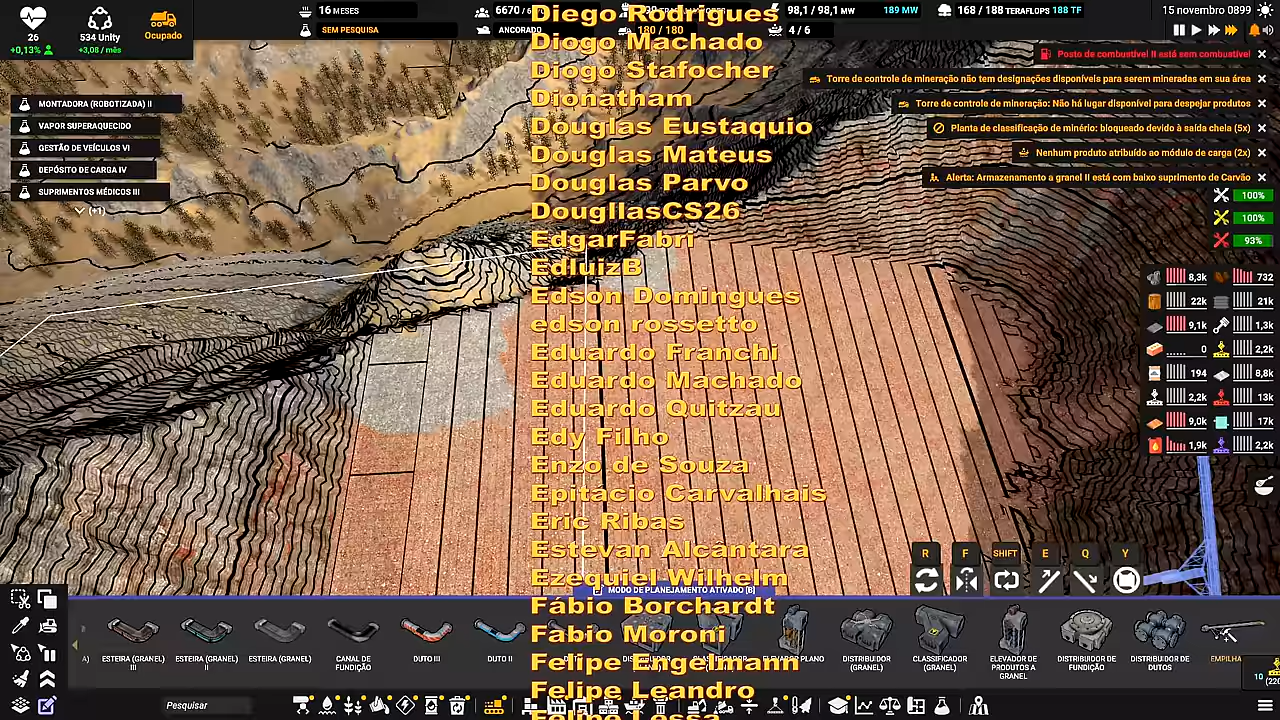 26
+0,13%
534 Unity
+3,08 / mês
Ocupado
16 MESES
SEM PESQUISA
6670
ANCORADO
180 / 180
4 / 6
98,1 / 98,1 MW
189 MW
168 / 188 TERAFLOPS
188 TF
15 novembro 0899
Posto de combustível II está sem combustível
Torre de controle de mineração não tem designações disponíveis para serem mineradas em sua área
Torre de controle de mineração: Não há lugar disponível para despejar produtos
Planta de classificação de minério: bloqueado devido à saída cheia (5x)
Nenhum produto atribuído ao módulo de carga (2x)
Alerta: Armazenamento a granel II está com baixo suprimento de Carvão
MONTADORA (ROBOTIZADA) II
VAPOR SUPERAQUECIDO
GESTÃO DE VEÍCULOS VI
DEPÓSITO DE CARGA IV
SUPRIMENTOS MÉDICOS III
(+1)
100%
100%
93%
8,3k 732
22k 21k
9,1k 1,3k
0 2,2k
194 8,8k
2,2k 13k
9,0k 17k
1,9k 2,2k
Diego Rodrigues
Diogo Machado
Diogo Stafocher
Dionatham
Douglas Eustaquio
Douglas Mateus
Douglas Parvo
DougllasCS26
EdgarFabri
EdluizB
Edson Domingues
edson rossetto
Eduardo Franchi
Eduardo Machado
Eduardo Quitzau
Edy Filho
Enzo de Souza
Epitácio Carvalhais
Eric Ribas
Estevan Alcântara
Ezequiel Wilhelm
Fábio Borchardt
Fabio Moroni
Felipe Engelmann
Felipe Leandro
Felipe Lessa
R F SHIFT E Q Y
MODO DE PLANEJAMENTO ATIVADO [B]
ESTEIRA (GRANEL) III
ESTEIRA (GRANEL) II
ESTEIRA (GRANEL)
CANAL DE FUNDIÇÃO
DUTO III
DUTO II
DISTRIBUIDOR (GRANEL)
CLASSIFICADOR (GRANEL)
ELEVADOR DE PRODUTOS A GRANEL
DISTRIBUIDOR DE FUNDIÇÃO
DISTRIBUIDOR DE DUTOS
Pesquisar
10